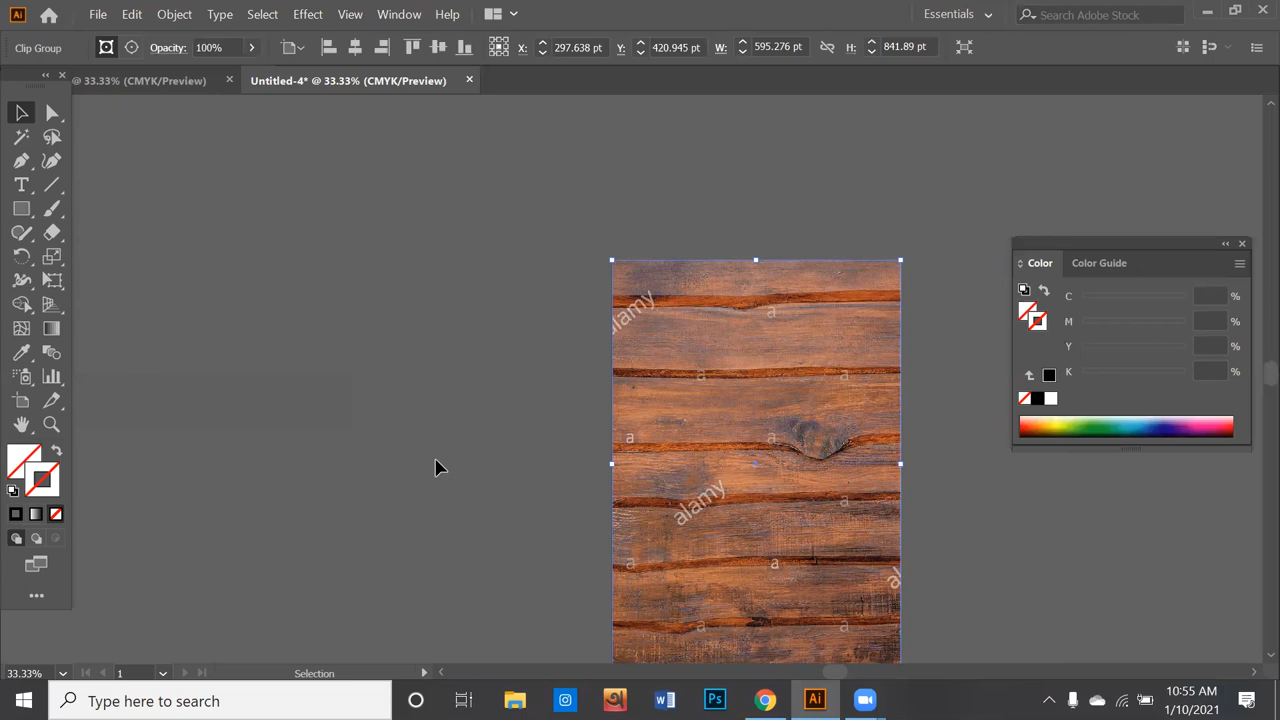 File Edit Object Type Select Effect View Window Help Essentials Search Adobe Stock
Clip Group Opacity: 100% X: 297.638 pt Y: 420.945 pt W: 595.276 pt H: 841.89 pt
@ 33.33% (CMYK/Preview) Untitled-4* @ 33.33% (CMYK/Preview)
Color Color Guide
C %
M %
Y %
K %
alamy
a
a
a
a
a
alamy
a
a
a
al
a
a
33.33% 1 Selection
Type here to search
10:55 AM
1/10/2021